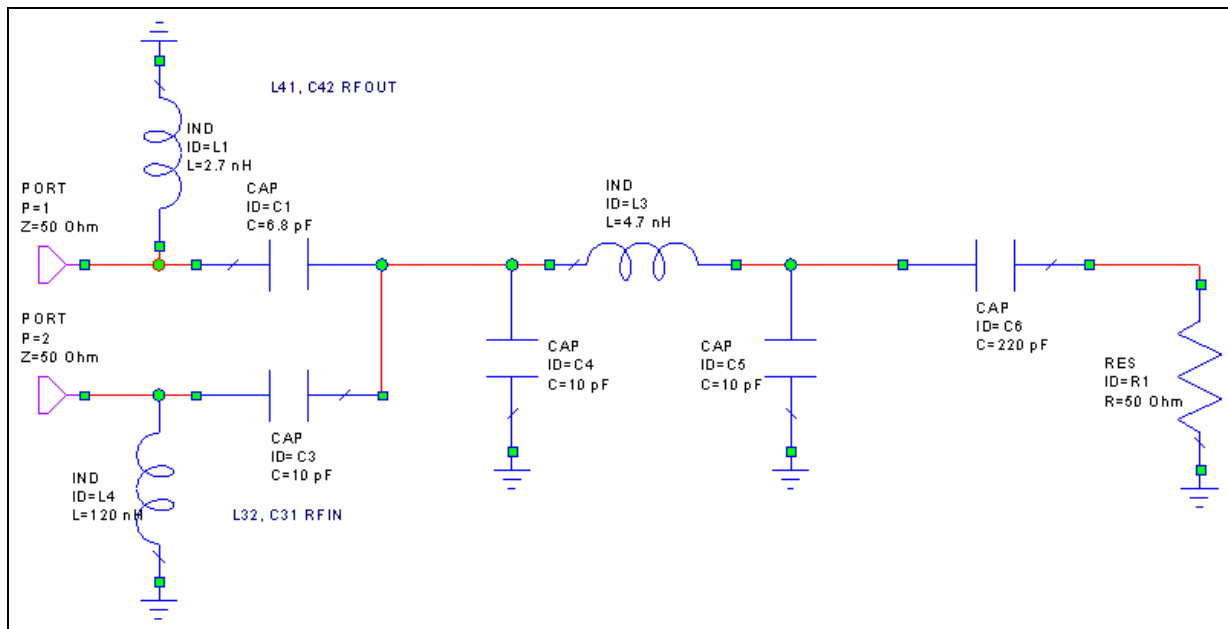 L41, C42 RFOUT
IND
ID=L1
L=2.7 nH
PORT
P=1
Z=50 Ohm
CAP
ID=C1
C=6.8 pF
IND
ID=L3
L=4.7 nH
PORT
P=2
Z=50 Ohm
CAP
ID=C4
C=10 pF
CAP
ID=C5
C=10 pF
CAP
ID=C6
C=220 pF
RES
ID=R1
R=50 Ohm
CAP
ID=C3
C=10 pF
IND
ID=L4
L=120 nH
L32, C31 RFIN